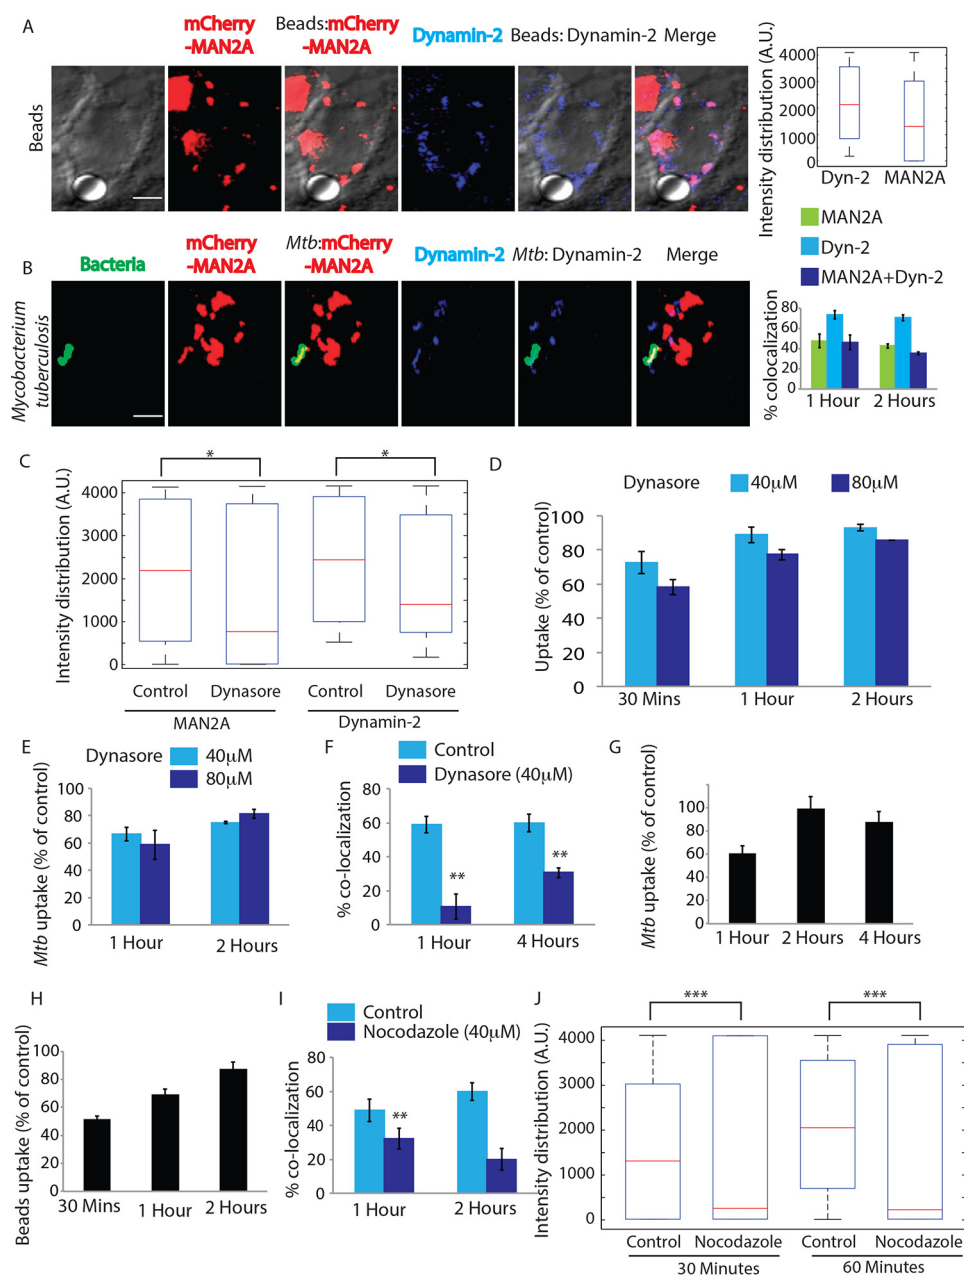 A
mCherry
-MAN2A
Beads:mCherry
-MAN2A
Dynamin-2
Beads: Dynamin-2
Merge
Beads
Intensity distribution (A.U.)
4000
3000
2000
1000
0
Dyn-2
MAN2A
B
Bacteria
mCherry
-MAN2A
Mtb:mCherry
-MAN2A
Dynamin-2
Mtb: Dynamin-2
Merge
Mycobacterium
tuberculosis
MAN2A
Dyn-2
MAN2A+Dyn-2
% colocalization
80
60
40
20
0
1 Hour
2 Hours
C
*
*
Intensity distribution (A.U.)
4000
3000
2000
1000
0
Control
Dynasore
Control
Dynasore
MAN2A
Dynamin-2
D
Dynasore
40μM
80μM
Uptake (% of control)
100
80
60
40
20
0
30 Mins
1 Hour
2 Hours
E
Dynasore
40μM
80μM
Mtb uptake (% of control)
100
80
60
40
20
0
1 Hour
2 Hours
F
Control
Dynasore (40μM)
% co-localization
80
60
40
20
0
**
**
1 Hour
4 Hours
G
Mtb uptake (% of control)
100
80
60
40
20
0
1 Hour
2 Hours
4 Hours
H
Beads uptake (% of control)
100
80
60
40
20
0
30 Mins
1 Hour
2 Hours
I
Control
Nocodazole (40μM)
% co-localization
80
60
40
20
0
**
1 Hour
2 Hours
J
***
***
Intensity distribution (A.U.)
4000
3000
2000
1000
0
Control
Nocodazole
Control
Nocodazole
30 Minutes
60 Minutes